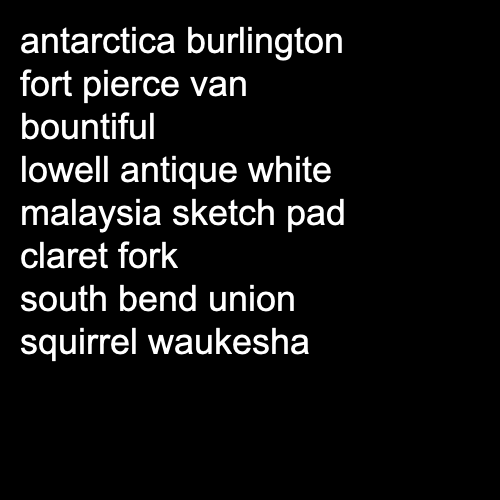 antarctica burlington
fort pierce van
bountiful
lowell antique white
malaysia sketch pad
claret fork
south bend union
squirrel waukesha